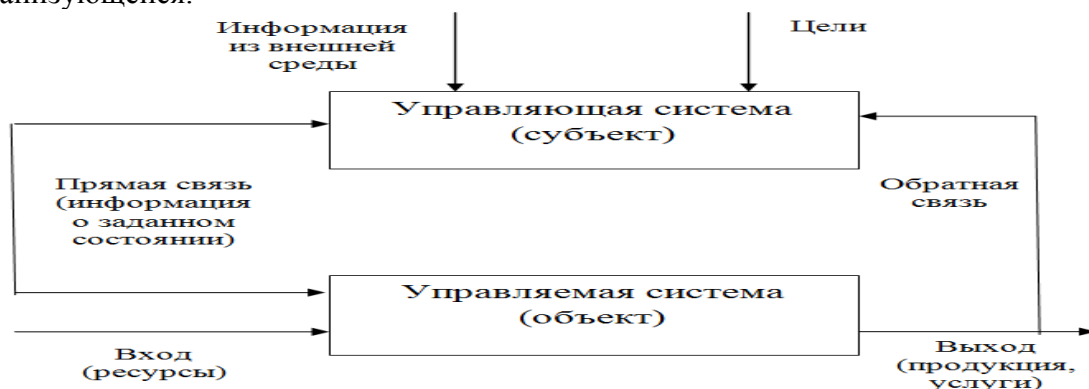 Информация
из внешней
среды
Цели
Управляющая система
(субъект)
Прямая связь
(информация
о заданном
состоянии)
Обратная
связь
Управляемая система
(объект)
Вход
(ресурсы)
Выход
(продукция,
услуги)